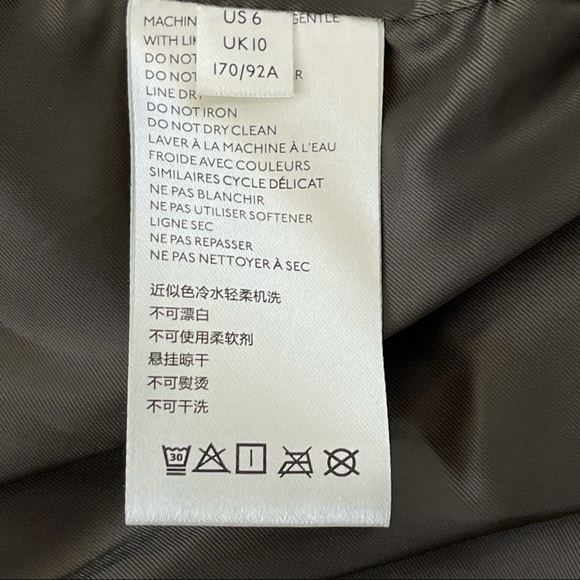 US 6
UK 10
170/92A
MACHIN GENTLE
WITH
DO NOT
DO NOT
LINE
DO NOT IRON
DO NOT DRY CLEAN
LAVER À LA MACHINE À L'EAU
FROIDE AVEC COULEURS
SIMILAIRES CYCLE DÉLICAT
NE PAS BLANCHIR
NE PAS UTILISER SOFTENER
LIGNE SEC
NE PAS REPASSER
NE PAS NETTOYER À SEC
近似色冷水轻柔机洗
不可漂白
不可使用柔软剂
悬挂晾干
不可熨烫
不可干洗
30